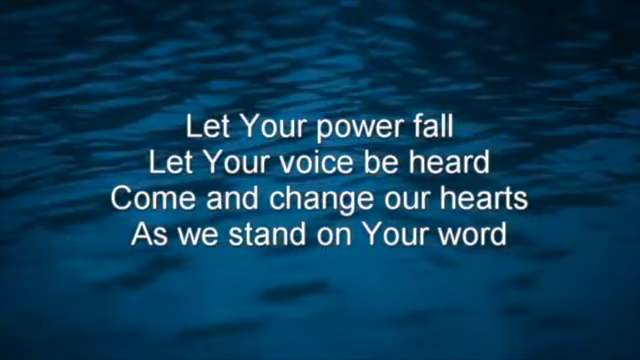 Let Your power fall
Let Your voice be heard
Come and change our hearts
As we stand on Your word